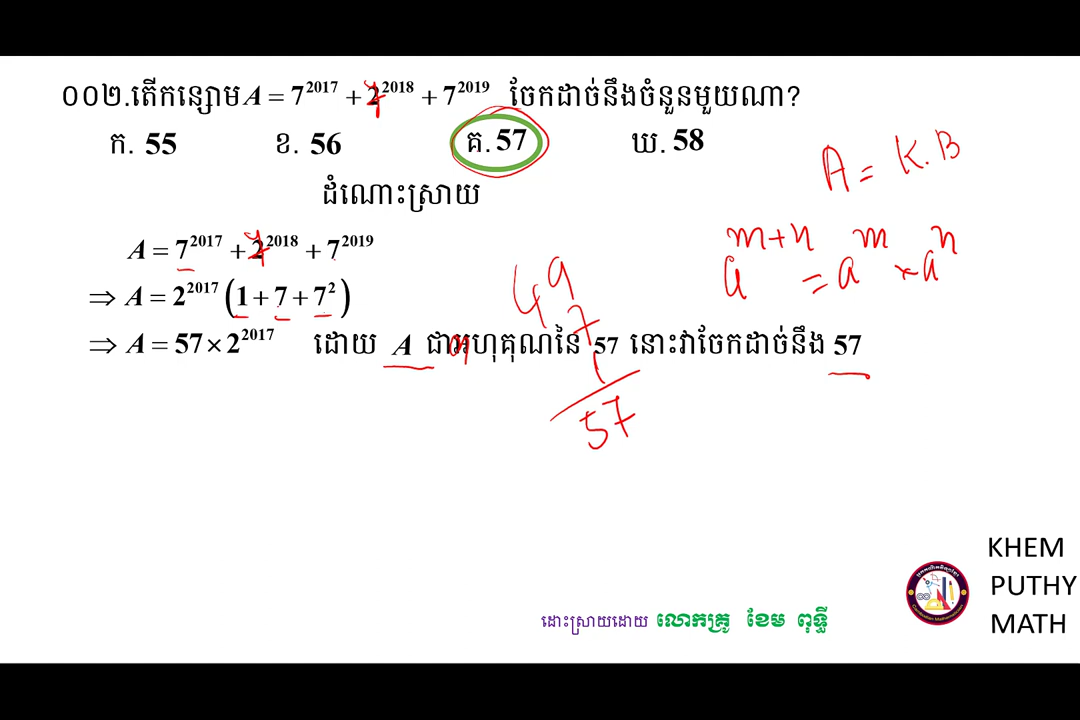 ០០២.តើកន្សោម A = 7^2017 + 7^2018 + 7^2019 ចែកដាច់នឹងចំនួនមួយណា?
ក. 55 ខ. 56 គ. 57 ឃ. 58
A = K.B
ដំណោះស្រាយ
A = 7^2017 + 7^2018 + 7^2019
a^m+n = a^m × a^n
⇒ A = 2^2017 (1 + 7 + 7^2)
49
7
1
57
⇒ A = 57 × 2^2017 ដោយ A ជាពហុគុណនៃ 57 នោះវាចែកដាច់នឹង 57
KHEM
PUTHY
MATH
ដោះស្រាយដោយ លោកគ្រូ ខែម ពុទ្ធី